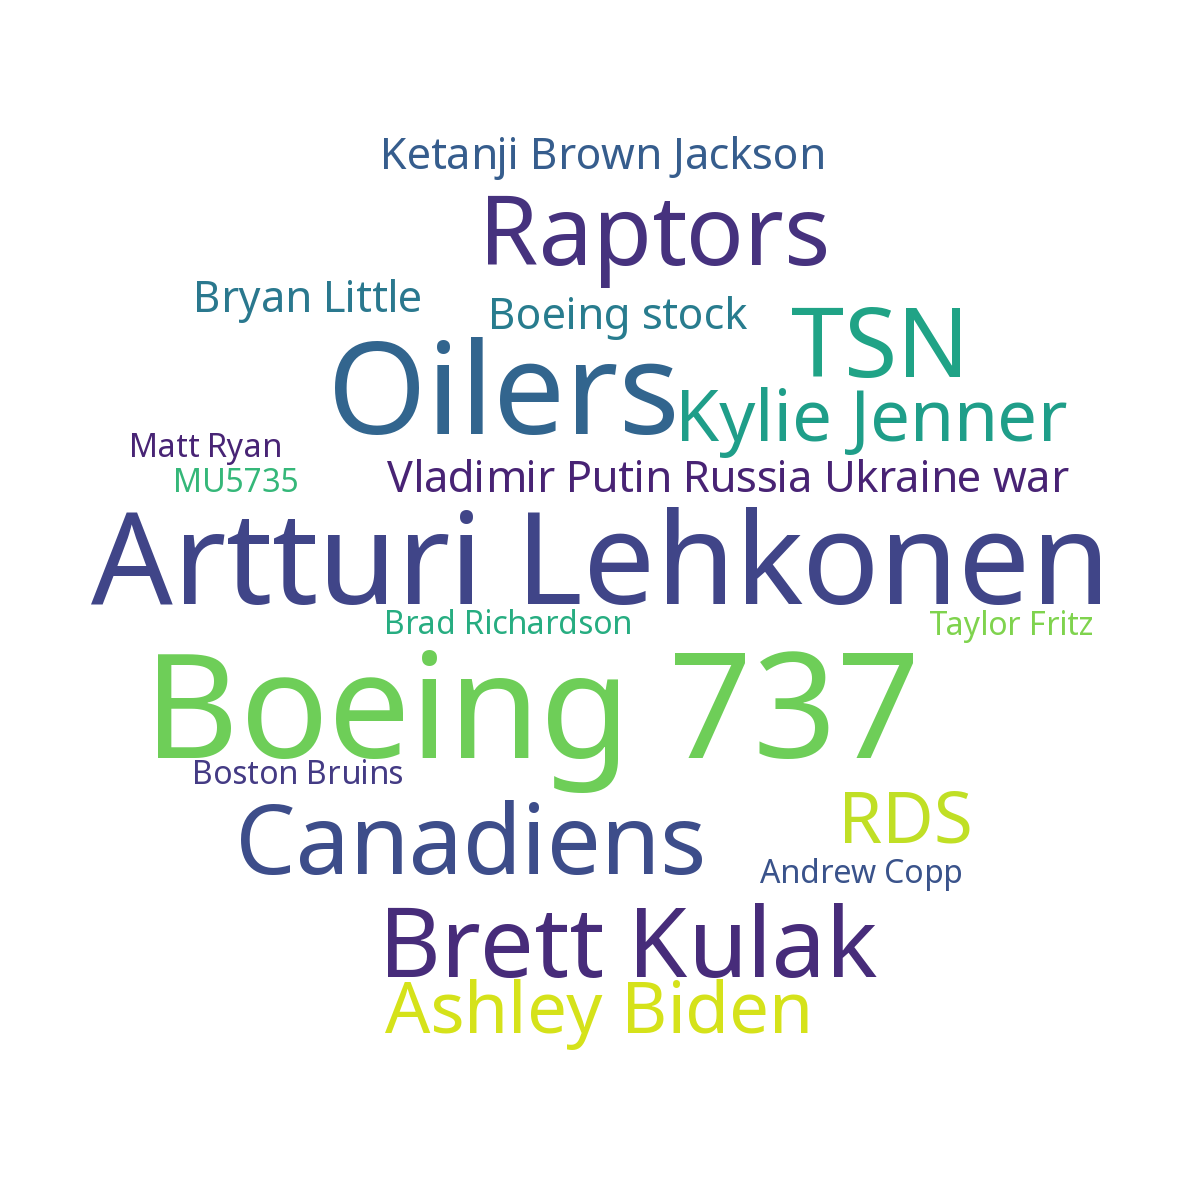 Ketanji Brown Jackson
Raptors
Bryan Little
Boeing stock
TSN
Oilers
Kylie Jenner
Matt Ryan
MU5735
Vladimir Putin Russia Ukraine war
Artturi Lehkonen
Brad Richardson
Taylor Fritz
Boeing 737
Boston Bruins
Canadiens
RDS
Andrew Copp
Brett Kulak
Ashley Biden